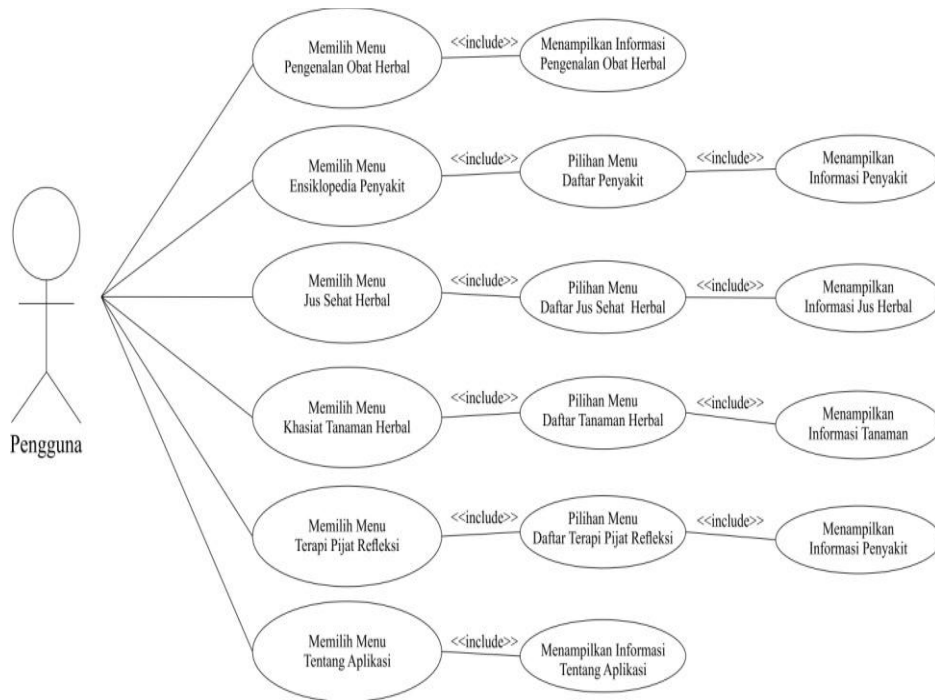 Memilih Menu
Pengenalan Obat Herbal
<<include>>
Menampilkan Informasi
Pengenalan Obat Herbal
Memilih Menu
Ensiklopedia Penyakit
<<include>>
Pilihan Menu
Daftar Penyakit
<<include>>
Menampilkan
Informasi Penyakit
Memilih Menu
Jus Sehat Herbal
<<include>>
Pilihan Menu
Daftar Jus Sehat Herbal
<<include>>
Menampilkan
Informasi Jus Herbal
Memilih Menu
Khasiat Tanaman Herbal
<<include>>
Pilihan Menu
Daftar Tanaman Herbal
<<include>>
Menampilkan
Informasi Tanaman
Pengguna
Memilih Menu
Terapi Pijat Refleksi
<<include>>
Pilihan Menu
Daftar Terapi Pijat Refleksi
<<include>>
Menampilkan
Informasi Penyakit
Memilih Menu
Tentang Aplikasi
<<include>>
Menampilkan Informasi
Tentang Aplikasi